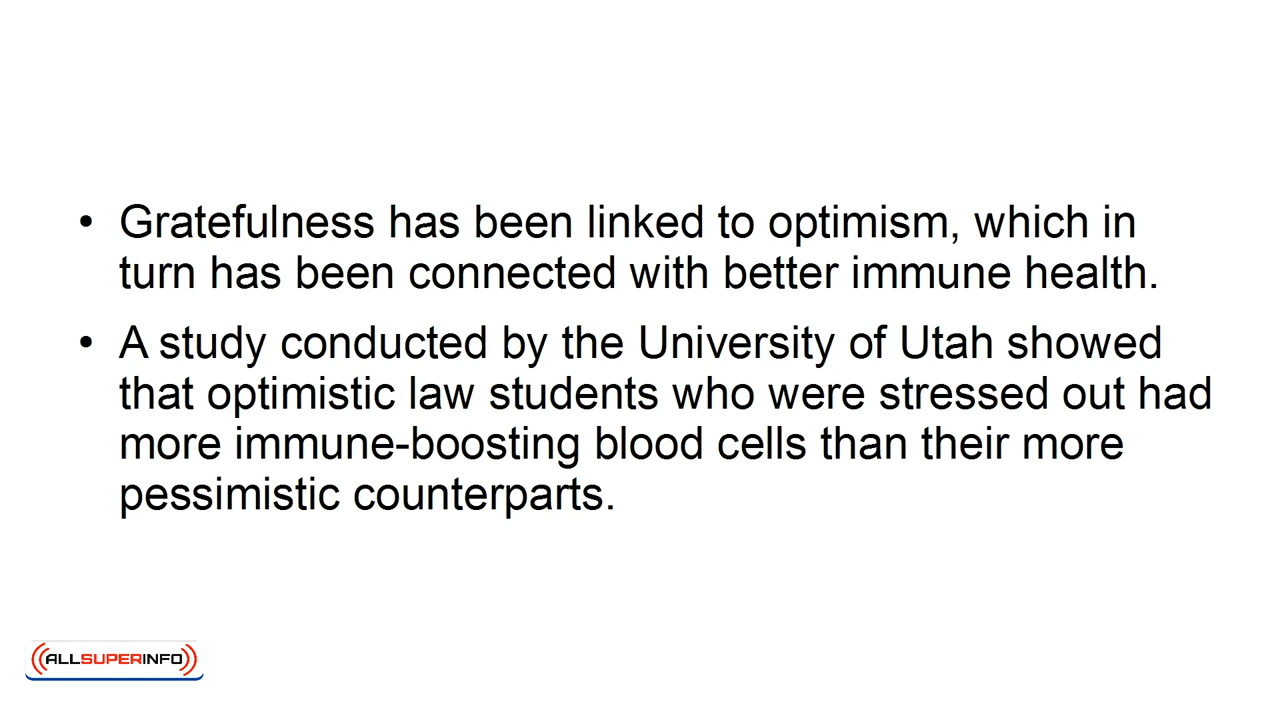 • Gratefulness has been linked to optimism, which in
turn has been connected with better immune health.
• A study conducted by the University of Utah showed
that optimistic law students who were stressed out had
more immune-boosting blood cells than their more
pessimistic counterparts.
ALLSUPERINFO